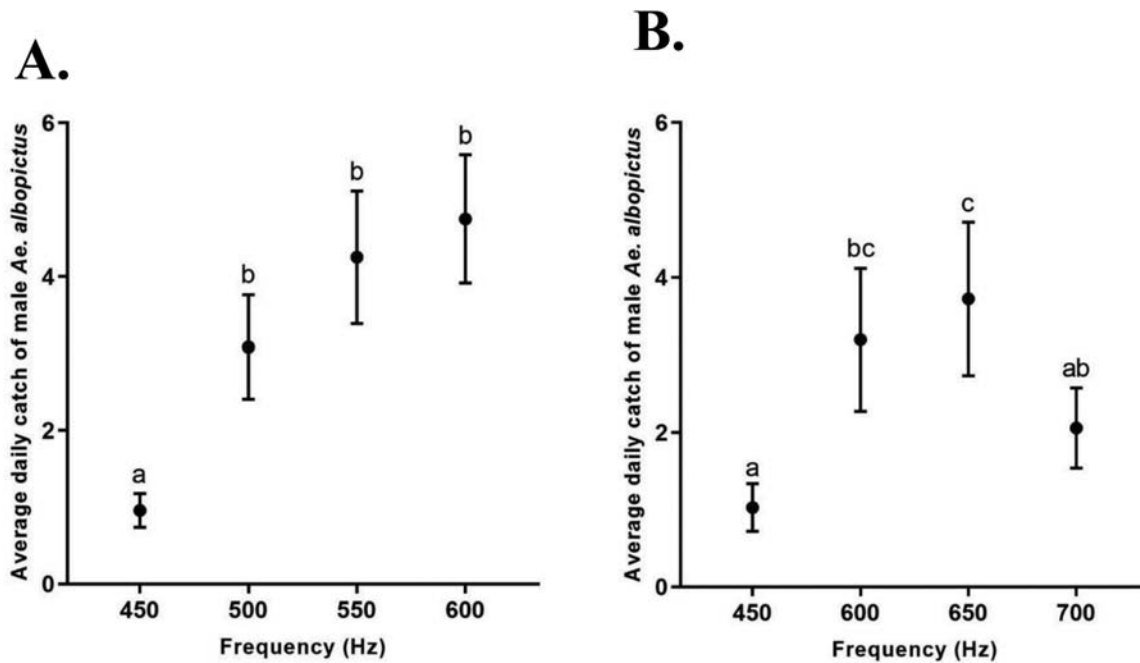 A.
Average daily catch of male Ae. albopictus
6
4
2
0
a
b
b
b
450 500 550 600
Frequency (Hz)
B.
Average daily catch of male Ae. albopictus
6
4
2
0
a
bc
c
ab
450 600 650 700
Frequency (Hz)